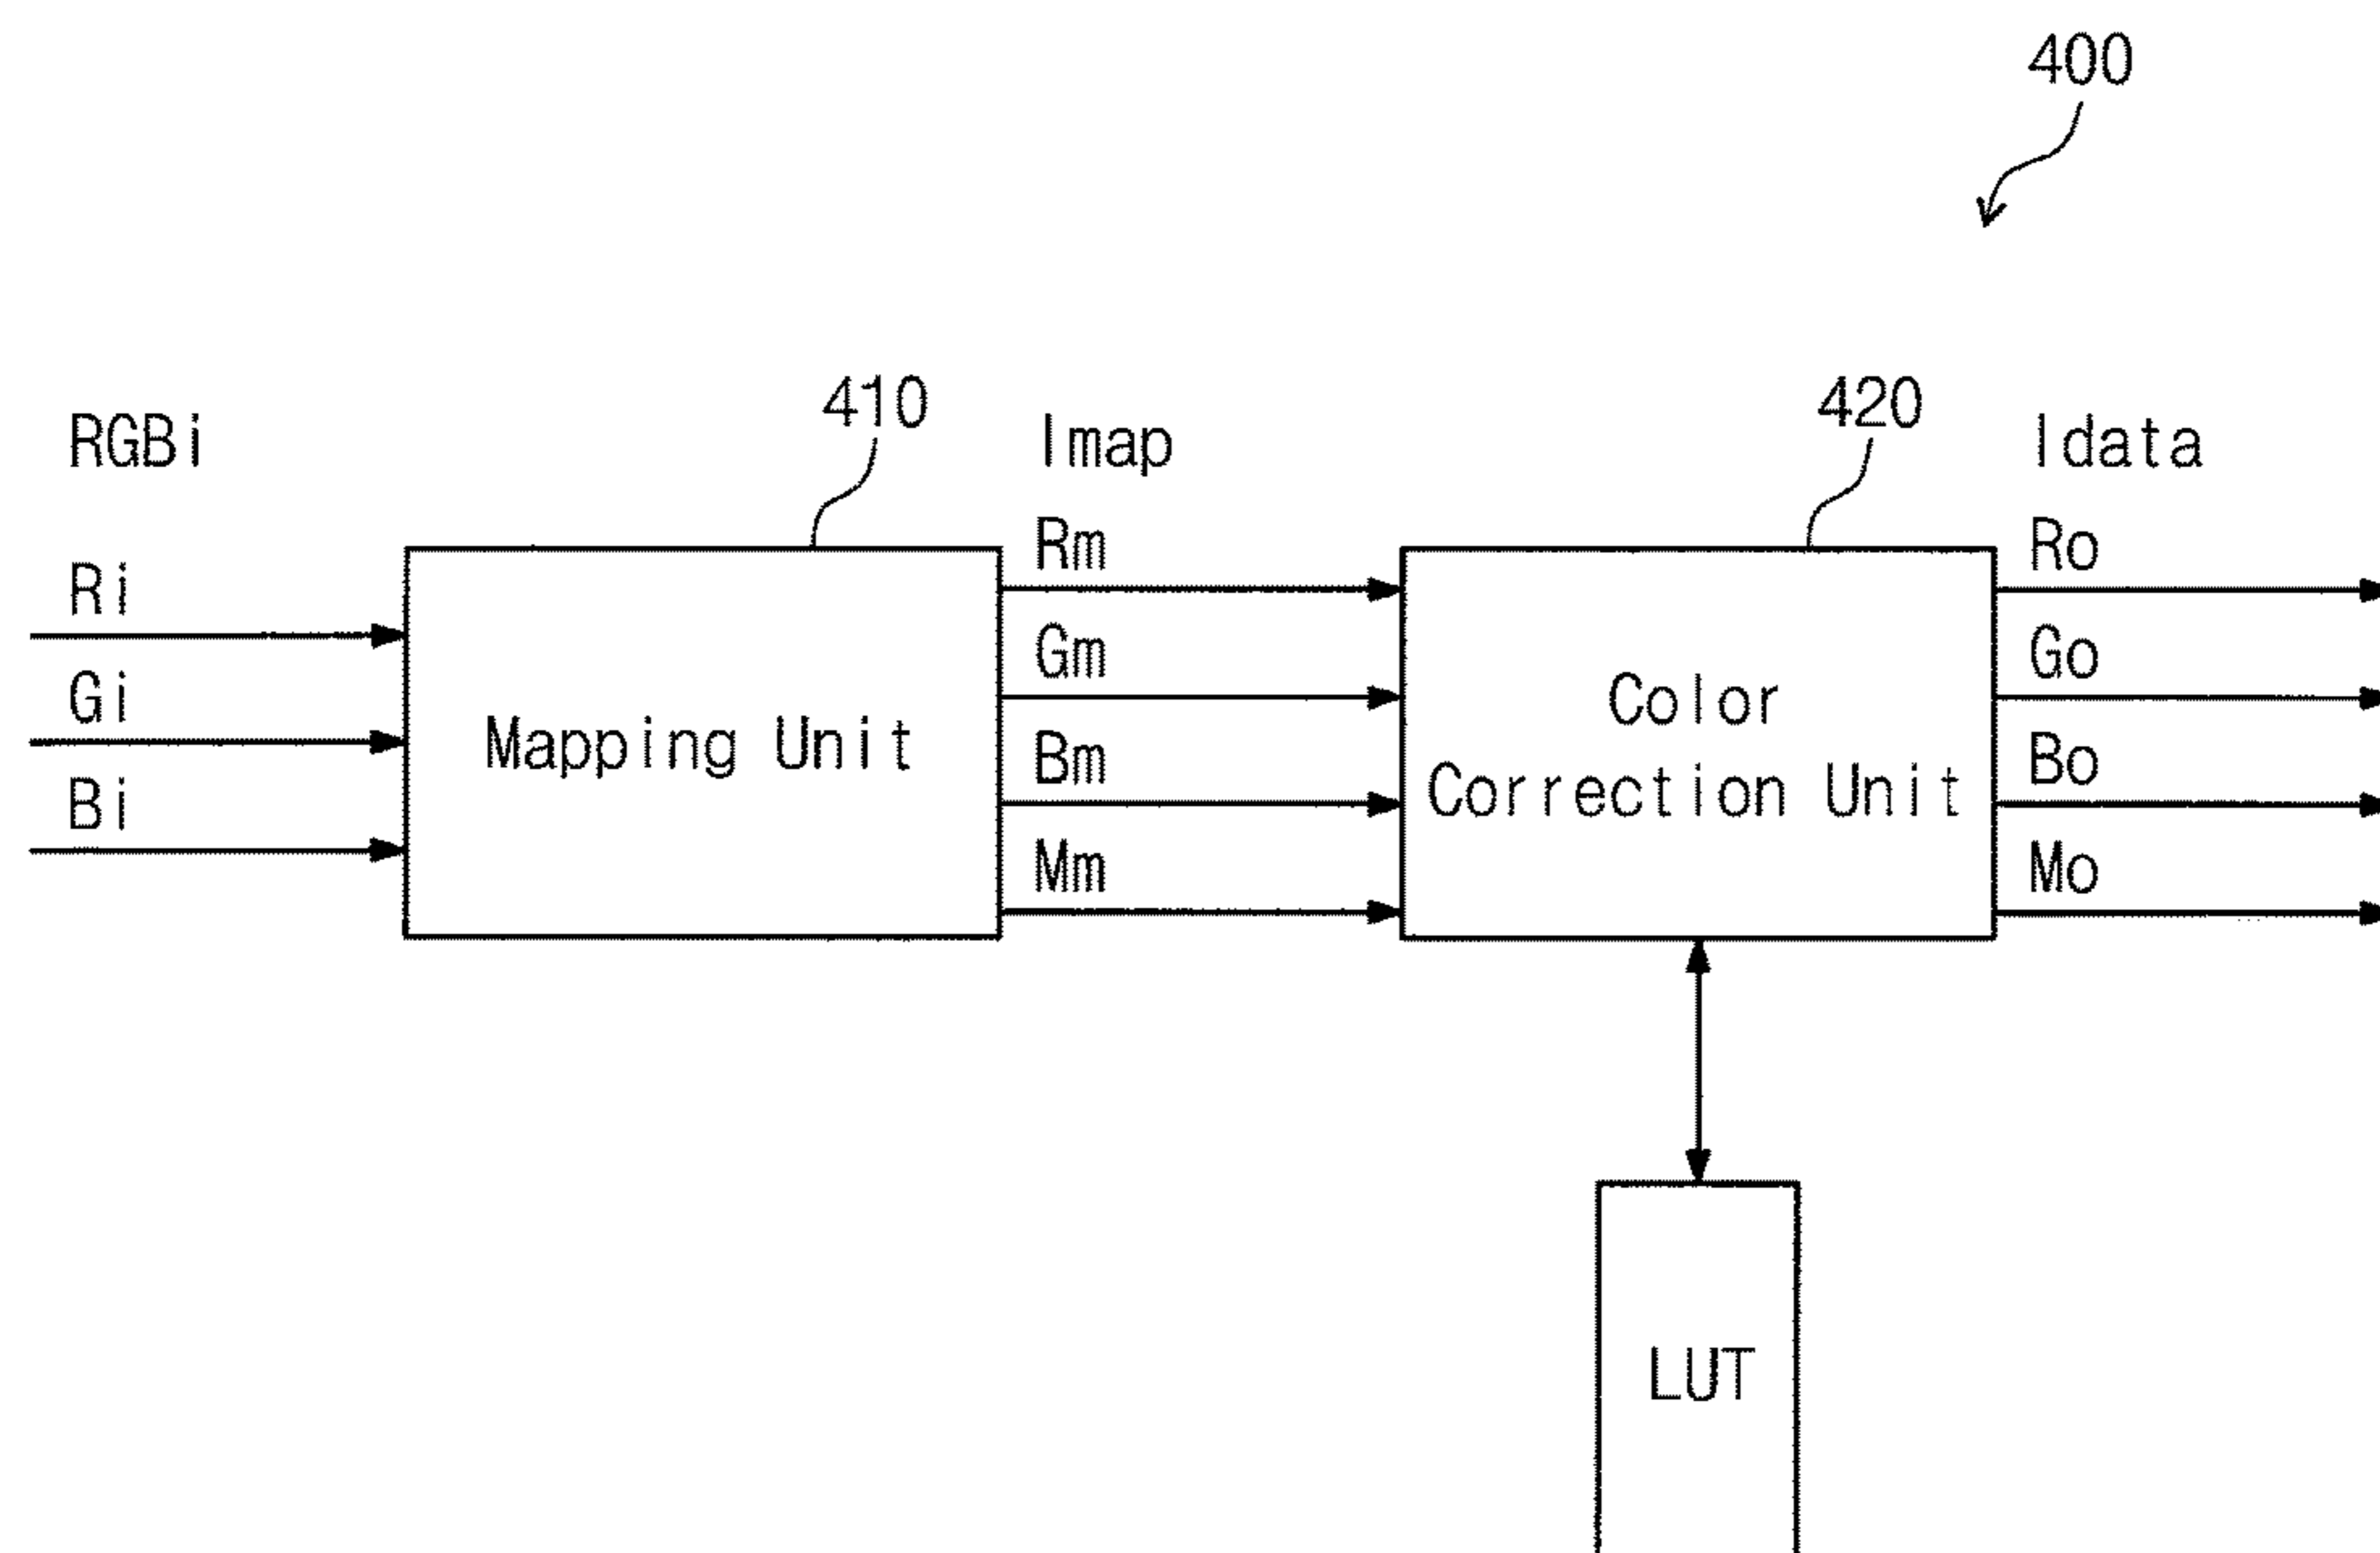 400
410
420
RGBi
Imap
Idata
Ri
Gi
Bi
Mapping Unit
Rm
Gm
Bm
Mm
Color
Correction Unit
Ro
Go
Bo
Mo
LUT